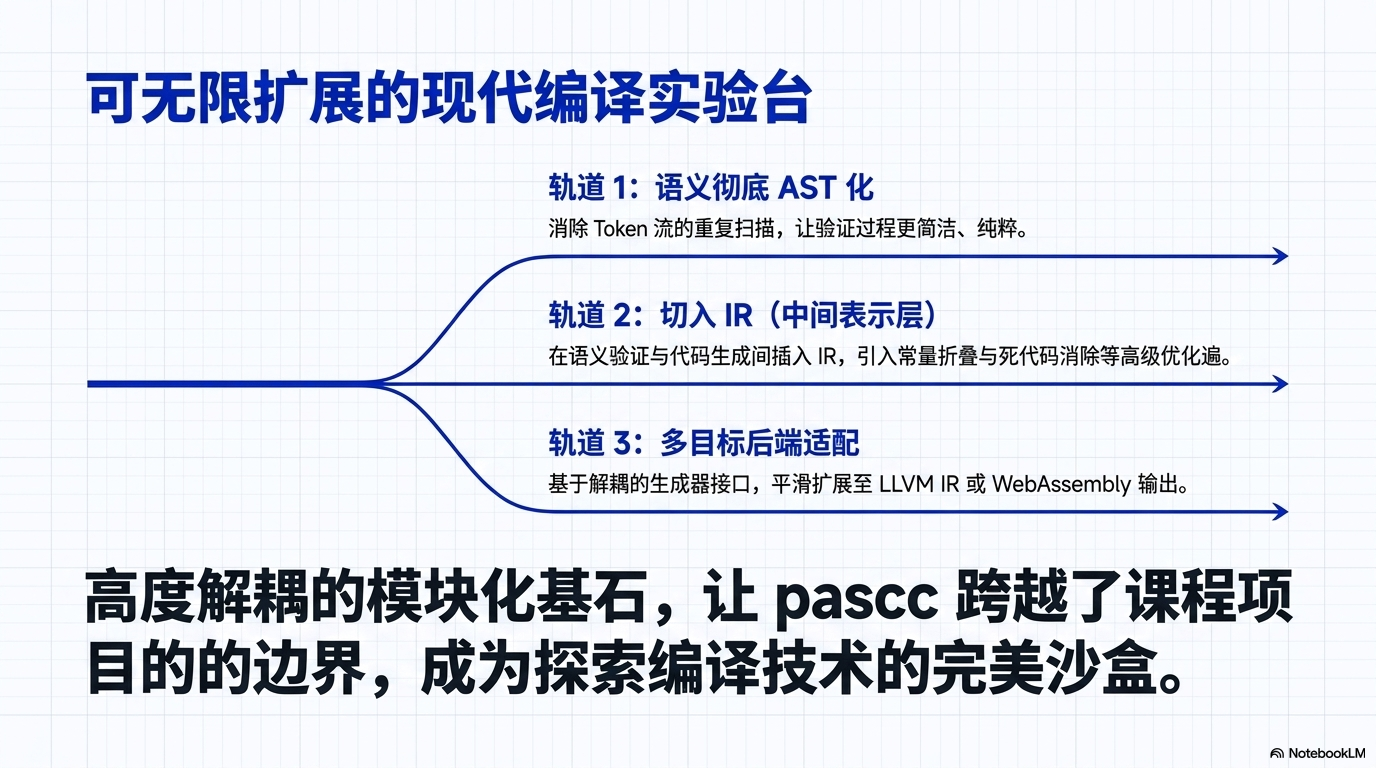 可无限扩展的现代编译实验台
轨道 1：语义彻底 AST 化
消除 Token 流的重复扫描，让验证过程更简洁、纯粹。
轨道 2：切入 IR（中间表示层）
在语义验证与代码生成间插入 IR，引入常量折叠与死代码消除等高级优化遍。
轨道 3：多目标后端适配
基于解耦的生成器接口，平滑扩展至 LLVM IR 或 WebAssembly 输出。
高度解耦的模块化基石，让 pascc 跨越了课程项
目的的边界，成为探索编译技术的完美沙盒。
NotebookLM